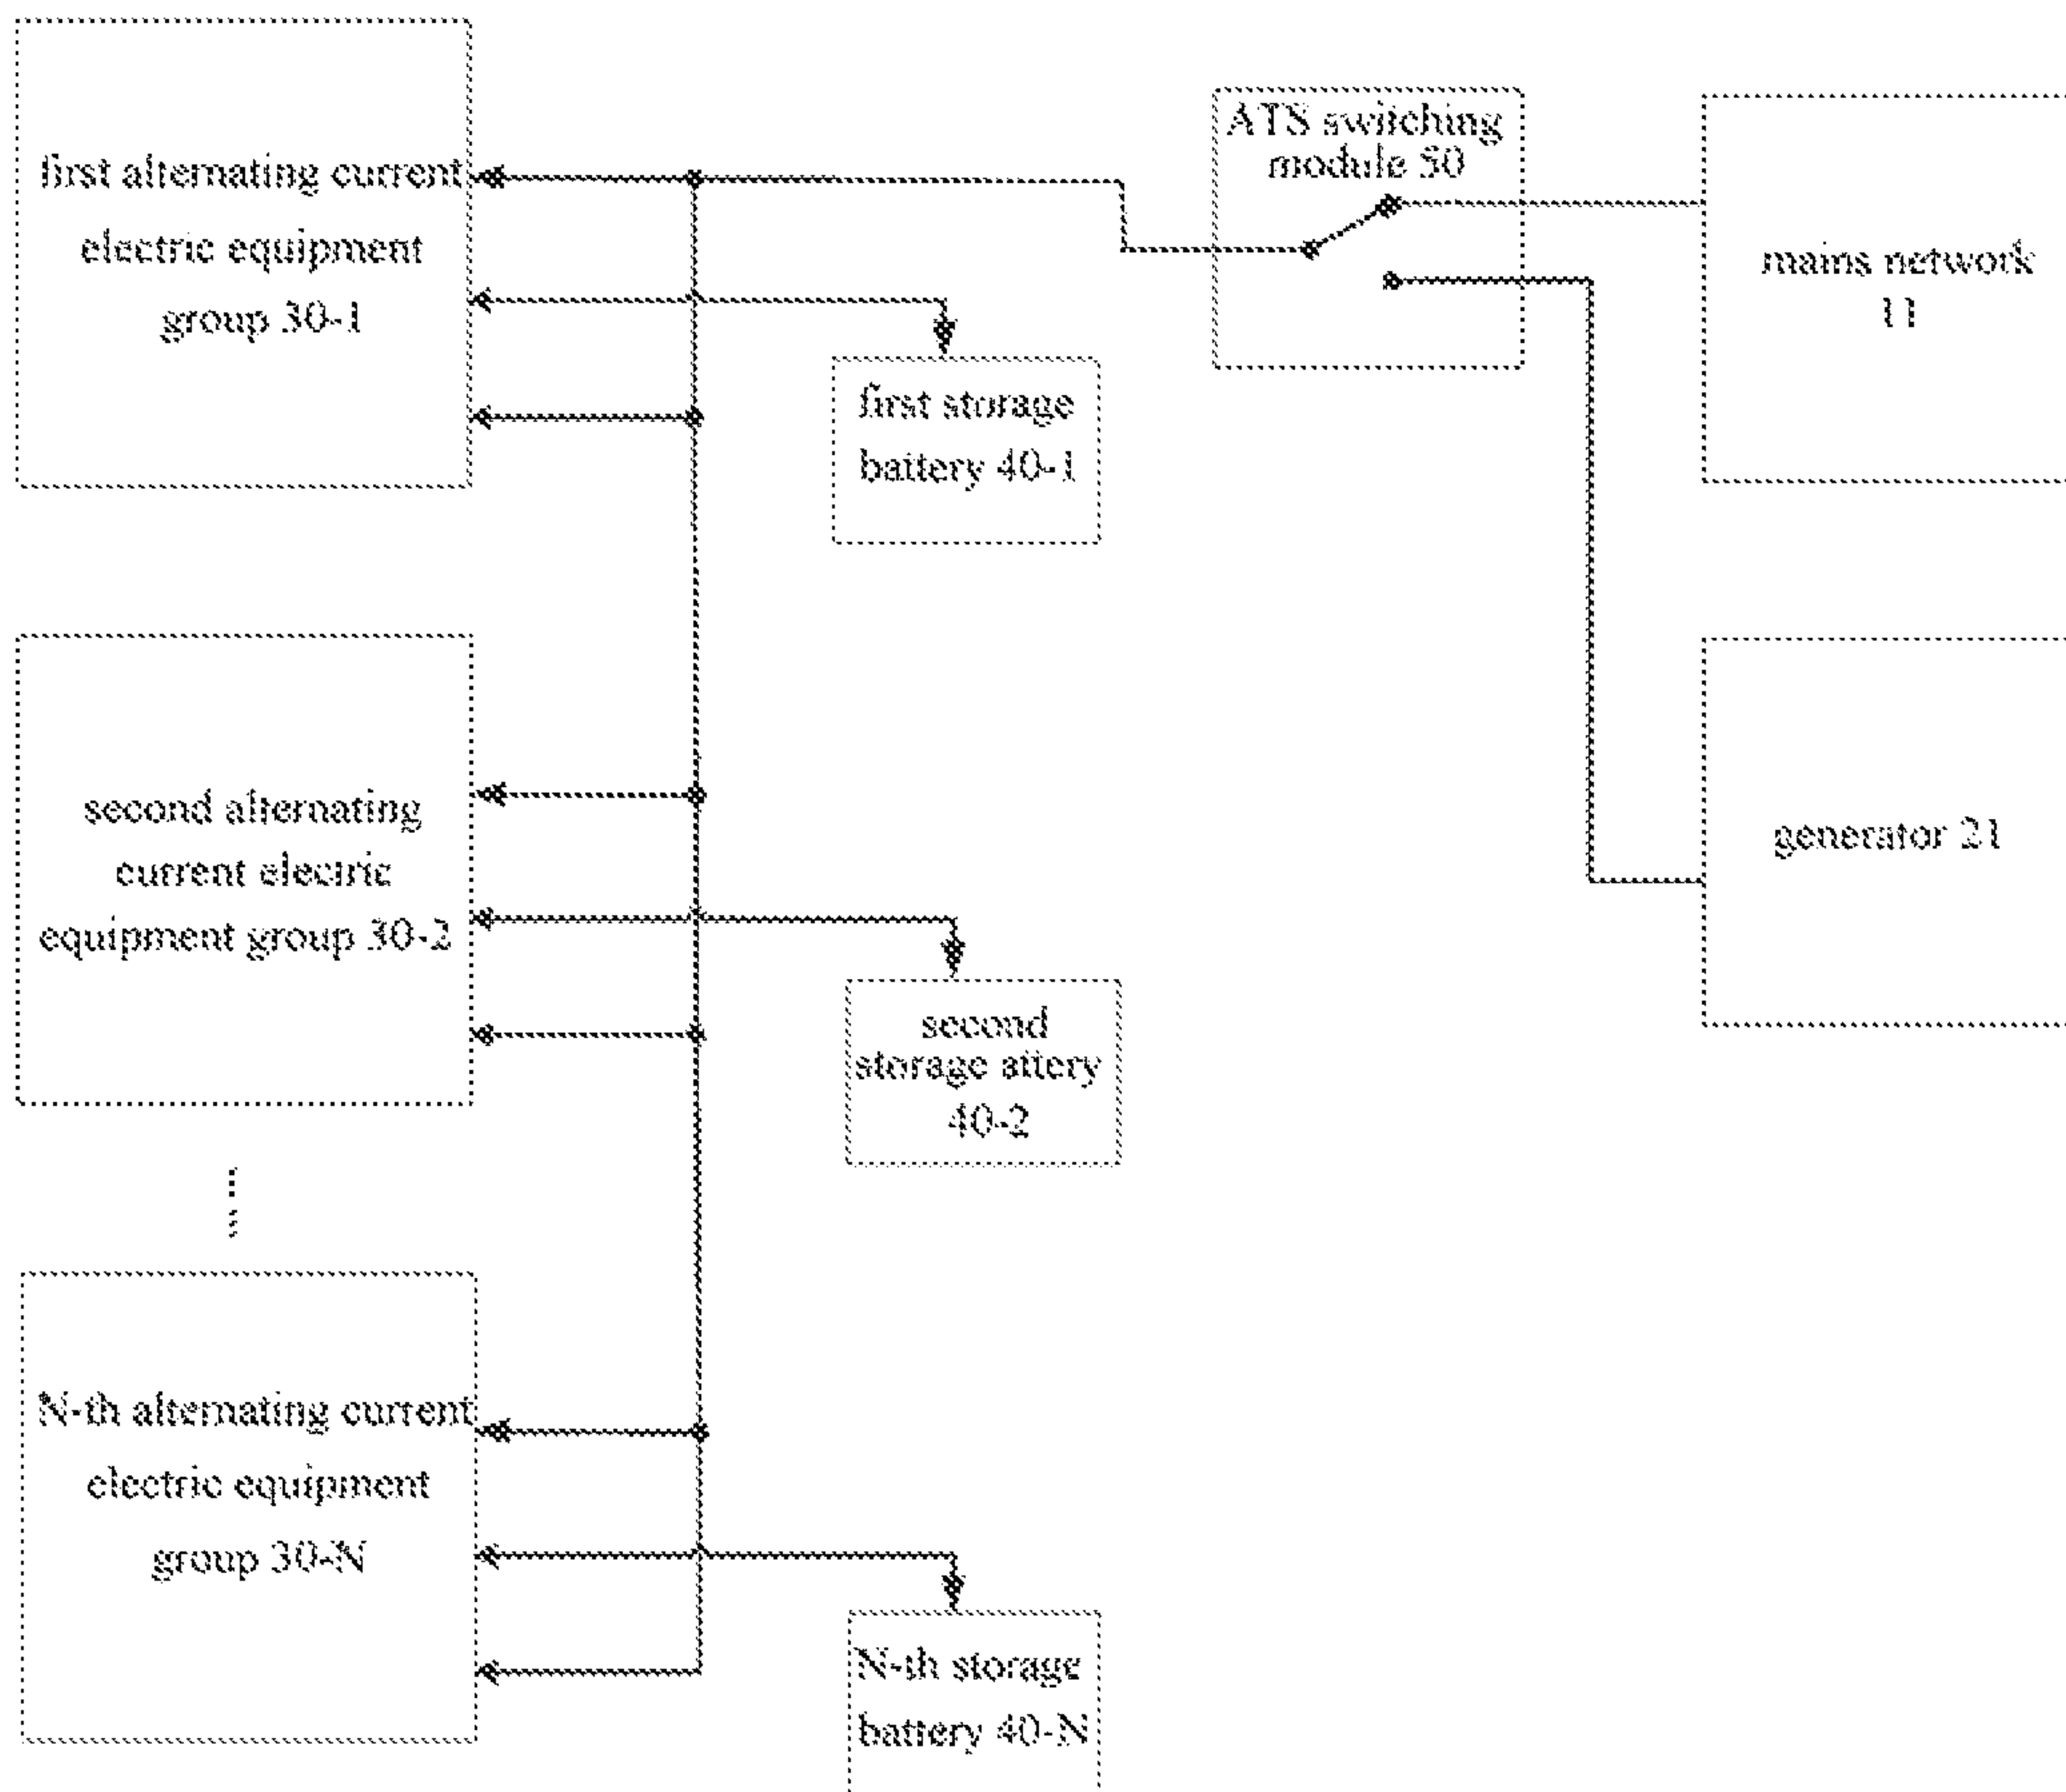 first alternating current
electric equipment
group 30-1
ATS switching
module 50
mains network
11
first storage
battery 40-1
second alternating
current electric
equipment group 30-2
generator 21
second
storage attery
40-2
N-th alternating current
electric equipment
group 30-N
N-th storage
battery 40-N